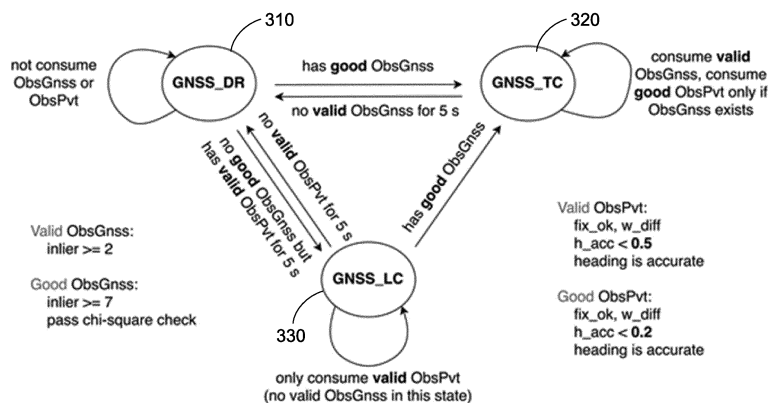 310
320
not consume
ObsGnss or
ObsPvt
GNSS_DR
has good ObsGnss
no valid ObsGnss for 5 s
GNSS_TC
consume valid
ObsGnss, consume
good ObsPvt only if
ObsGnss exists
no valid ObsPvt for 5 s
no good ObsGnss but
has valid ObsPvt for 5 s
has good ObsGnss
Valid ObsGnss:
inlier >= 2
Good ObsGnss:
inlier >= 7
pass chi-square check
GNSS_LC
330
only consume valid ObsPvt
(no valid ObsGnss in this state)
Valid ObsPvt:
fix_ok, w_diff
h_acc < 0.5
heading is accurate
Good ObsPvt:
fix_ok, w_diff
h_acc < 0.2
heading is accurate